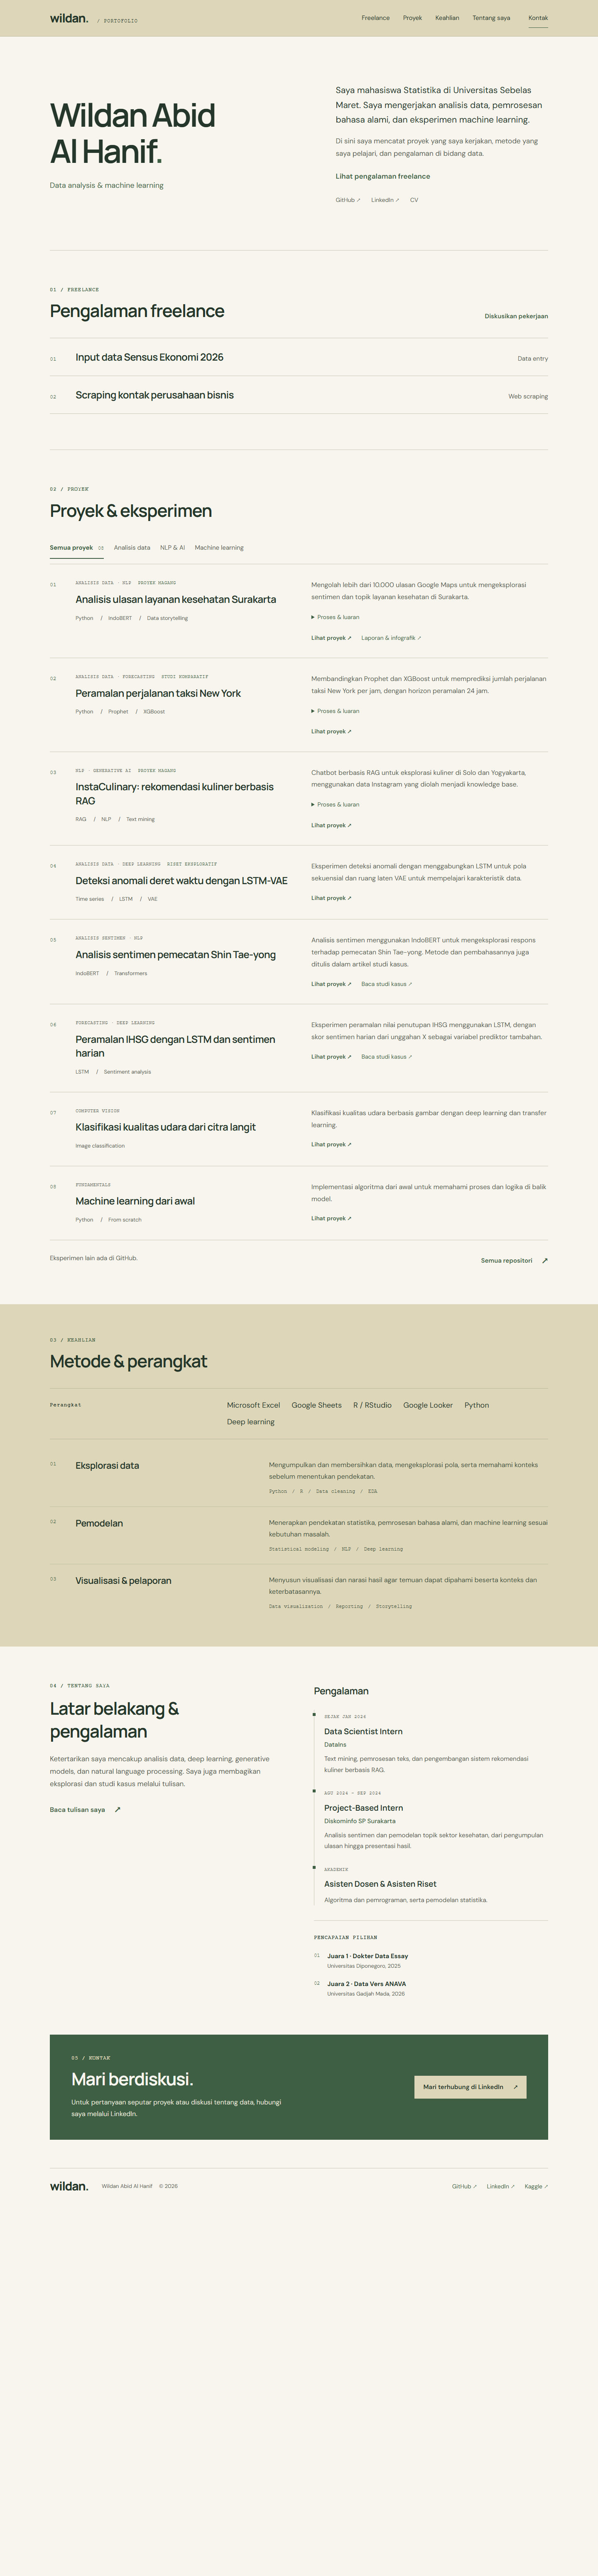 wildan. / PORTOFOLIO
Freelance Proyek Keahlian Tentang saya Kontak
Wildan Abid
Al Hanif.
Data analysis & machine learning
Saya mahasiswa Statistika di Universitas Sebelas
Maret. Saya mengerjakan analisis data, pemrosesan
bahasa alami, dan eksperimen machine learning.
Di sini saya mencatat proyek yang saya kerjakan, metode yang
saya pelajari, dan pengalaman di bidang data.
Lihat pengalaman freelance
GitHub ↗ LinkedIn ↗ CV
01 / FREELANCE
Pengalaman freelance
Diskusikan pekerjaan
01 Input data Sensus Ekonomi 2026 Data entry
02 Scraping kontak perusahaan bisnis Web scraping
02 / PROYEK
Proyek & eksperimen
Semua proyek 08 Analisis data NLP & AI Machine learning
01 ANALISIS DATA · NLP PROYEK MAGANG
Analisis ulasan layanan kesehatan Surakarta
Python / IndoBERT / Data storytelling
Mengolah lebih dari 10.000 ulasan Google Maps untuk mengeksplorasi
sentimen dan topik layanan kesehatan di Surakarta.
▶ Proses & luaran
Lihat proyek ↗ Laporan & infografik ↗
02 ANALISIS DATA · FORECASTING STUDI KOMPARATIF
Peramalan perjalanan taksi New York
Python / Prophet / XGBoost
Membandingkan Prophet dan XGBoost untuk memprediksi jumlah perjalanan
taksi New York per jam, dengan horizon peramalan 24 jam.
▶ Proses & luaran
Lihat proyek ↗
03 NLP · GENERATIVE AI PROYEK MAGANG
InstaCulinary: rekomendasi kuliner berbasis
RAG
RAG / NLP / Text mining
Chatbot berbasis RAG untuk eksplorasi kuliner di Solo dan Yogyakarta,
menggunakan data Instagram yang diolah menjadi knowledge base.
▶ Proses & luaran
Lihat proyek ↗
04 ANALISIS DATA · DEEP LEARNING RISET EKSPLORATIF
Deteksi anomali deret waktu dengan LSTM-VAE
Time series / LSTM / VAE
Eksperimen deteksi anomali dengan menggabungkan LSTM untuk pola
sekuensial dan ruang laten VAE untuk mempelajari karakteristik data.
Lihat proyek ↗
05 ANALISIS SENTIMEN · NLP
Analisis sentimen pemecatan Shin Tae-yong
IndoBERT / Transformers
Analisis sentimen menggunakan IndoBERT untuk mengeksplorasi respons
terhadap pemecatan Shin Tae-yong. Metode dan pembahasannya juga
ditulis dalam artikel studi kasus.
Lihat proyek ↗ Baca studi kasus ↗
06 FORECASTING · DEEP LEARNING
Peramalan IHSG dengan LSTM dan sentimen
harian
LSTM / Sentiment analysis
Eksperimen peramalan nilai penutupan IHSG menggunakan LSTM, dengan
skor sentimen harian dari unggahan X sebagai variabel prediktor tambahan.
Lihat proyek ↗ Baca studi kasus ↗
07 COMPUTER VISION
Klasifikasi kualitas udara dari citra langit
Image classification
Klasifikasi kualitas udara berbasis gambar dengan deep learning dan transfer
learning.
Lihat proyek ↗
08 FUNDAMENTALS
Machine learning dari awal
Python / From scratch
Implementasi algoritma dari awal untuk memahami proses dan logika di balik
model.
Lihat proyek ↗
Eksperimen lain ada di GitHub.
Semua repositori ↗
03 / KEAHLIAN
Metode & perangkat
Perangkat
Microsoft Excel Google Sheets R / RStudio Google Looker Python
Deep learning
01 Eksplorasi data
Mengumpulkan dan membersihkan data, mengeksplorasi pola, serta memahami konteks
sebelum menentukan pendekatan.
Python / R / Data cleaning / EDA
02 Pemodelan
Menerapkan pendekatan statistika, pemrosesan bahasa alami, dan machine learning sesuai
kebutuhan masalah.
Statistical modeling / NLP / Deep learning
03 Visualisasi & pelaporan
Menyusun visualisasi dan narasi hasil agar temuan dapat dipahami beserta konteks dan
keterbatasannya.
Data visualization / Reporting / Storytelling
04 / TENTANG SAYA
Latar belakang &
pengalaman
Ketertarikan saya mencakup analisis data, deep learning, generative
models, dan natural language processing. Saya juga membagikan
eksplorasi dan studi kasus melalui tulisan.
Baca tulisan saya ↗
Pengalaman
SEJAK JAN 2026
Data Scientist Intern
DataIns
Text mining, pemrosesan teks, dan pengembangan sistem rekomendasi
kuliner berbasis RAG.
AGU 2024 – SEP 2024
Project-Based Intern
Diskominfo SP Surakarta
Analisis sentimen dan pemodelan topik sektor kesehatan, dari pengumpulan
ulasan hingga presentasi hasil.
AKADEMIK
Asisten Dosen & Asisten Riset
Algoritma dan pemrograman, serta pemodelan statistika.
PENCAPAIAN PILIHAN
01 Juara 1 · Dokter Data Essay
Universitas Diponegoro, 2025
02 Juara 2 · Data Vers ANAVA
Universitas Gadjah Mada, 2026
05 / KONTAK
Mari berdiskusi.
Untuk pertanyaan seputar proyek atau diskusi tentang data, hubungi
saya melalui LinkedIn.
Mari terhubung di LinkedIn ↗
wildan. Wildan Abid Al Hanif © 2026
GitHub ↗ LinkedIn ↗ Kaggle ↗